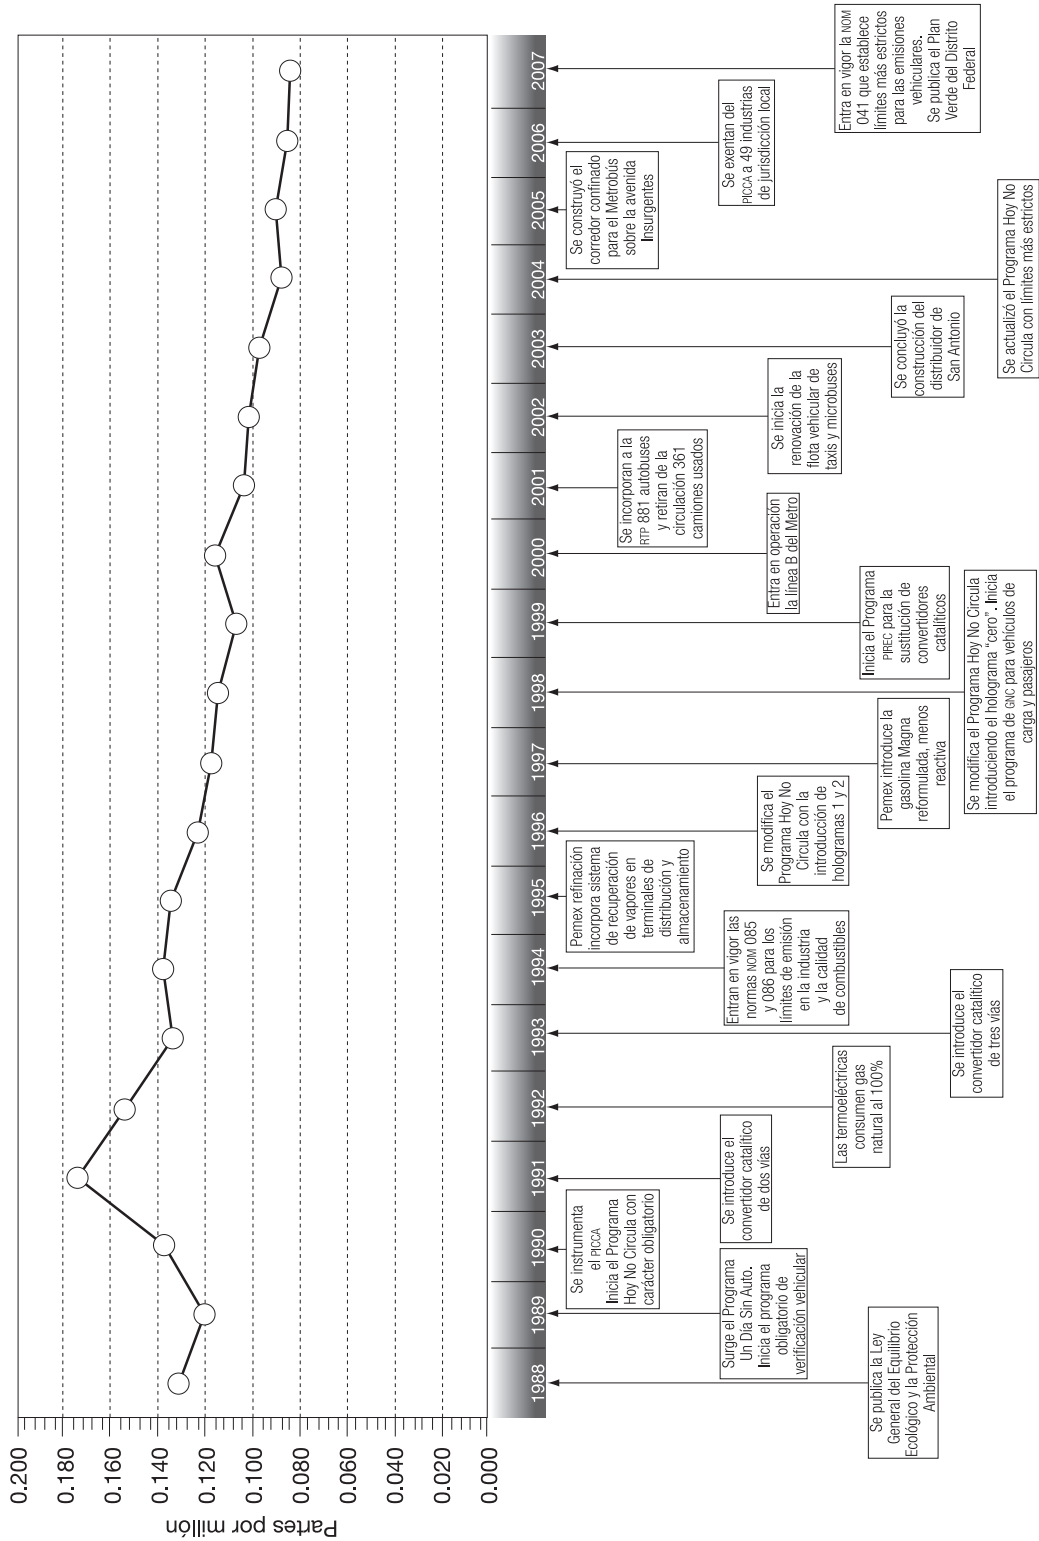 Partes por millón
0.200
0.180
0.160
0.140
0.120
0.100
0.080
0.060
0.040
0.020
0.000
1988
1989
1990
1991
1992
1993
1994
1995
1996
1997
1998
1999
2000
2001
2002
2003
2004
2005
2006
2007
Se publica la Ley
General del Equilibrio
Ecológico y la Protección
Ambiental
Surge el Programa
Un Día Sin Auto.
Inicia el programa
obligatorio de
verificación vehicular
Se instrumenta
el PICCA
Inicia el Programa
Hoy No Circula con
carácter obligatorio
Se introduce el
convertidor catalítico
de dos vías
Las termoeléctricas
consumen gas
natural al 100%
Se introduce el
convertidor catalítico
de tres vías
Entran en vigor las
normas NOM 085
y 086 para los
límites de emisión
en la industria
y la calidad
de combustibles
Pemex refinación
incorpora sistema
de recuperación
de vapores en
terminales de
distribución y
almacenamiento
Se modifica el
Programa Hoy No
Circula con la
introducción de
hologramas 1 y 2
Pemex introduce la
gasolina Magna
reformulada, menos
reactiva
Se modifica el Programa Hoy No Circula
introduciendo el holograma "cero". Inicia
el programa de GNC para vehículos de
carga y pasajeros
Inicia el Programa
PIREC para la
sustitución de
convertidores
catalíticos
Entra en operación
la línea B del Metro
Se incorporan a la
RTP 881 autobuses
y retiran de la
circulación 361
camiones usados
Se inicia la
renovación de la
flota vehicular de
taxis y microbuses
Se concluyó la
construcción del
distribuidor de
San Antonio
Se actualizó el Programa Hoy No
Circula con límites más estrictos
Se construyó el
corredor confinado
para el Metrobús
sobre la avenida
Insurgentes
Se exentan del
PICCA a 49 industrias
de jurisdicción local
Entra en vigor la NOM
041 que establece
límites más estrictos
para las emisiones
vehiculares.
Se publica el Plan
Verde del Distrito
Federal